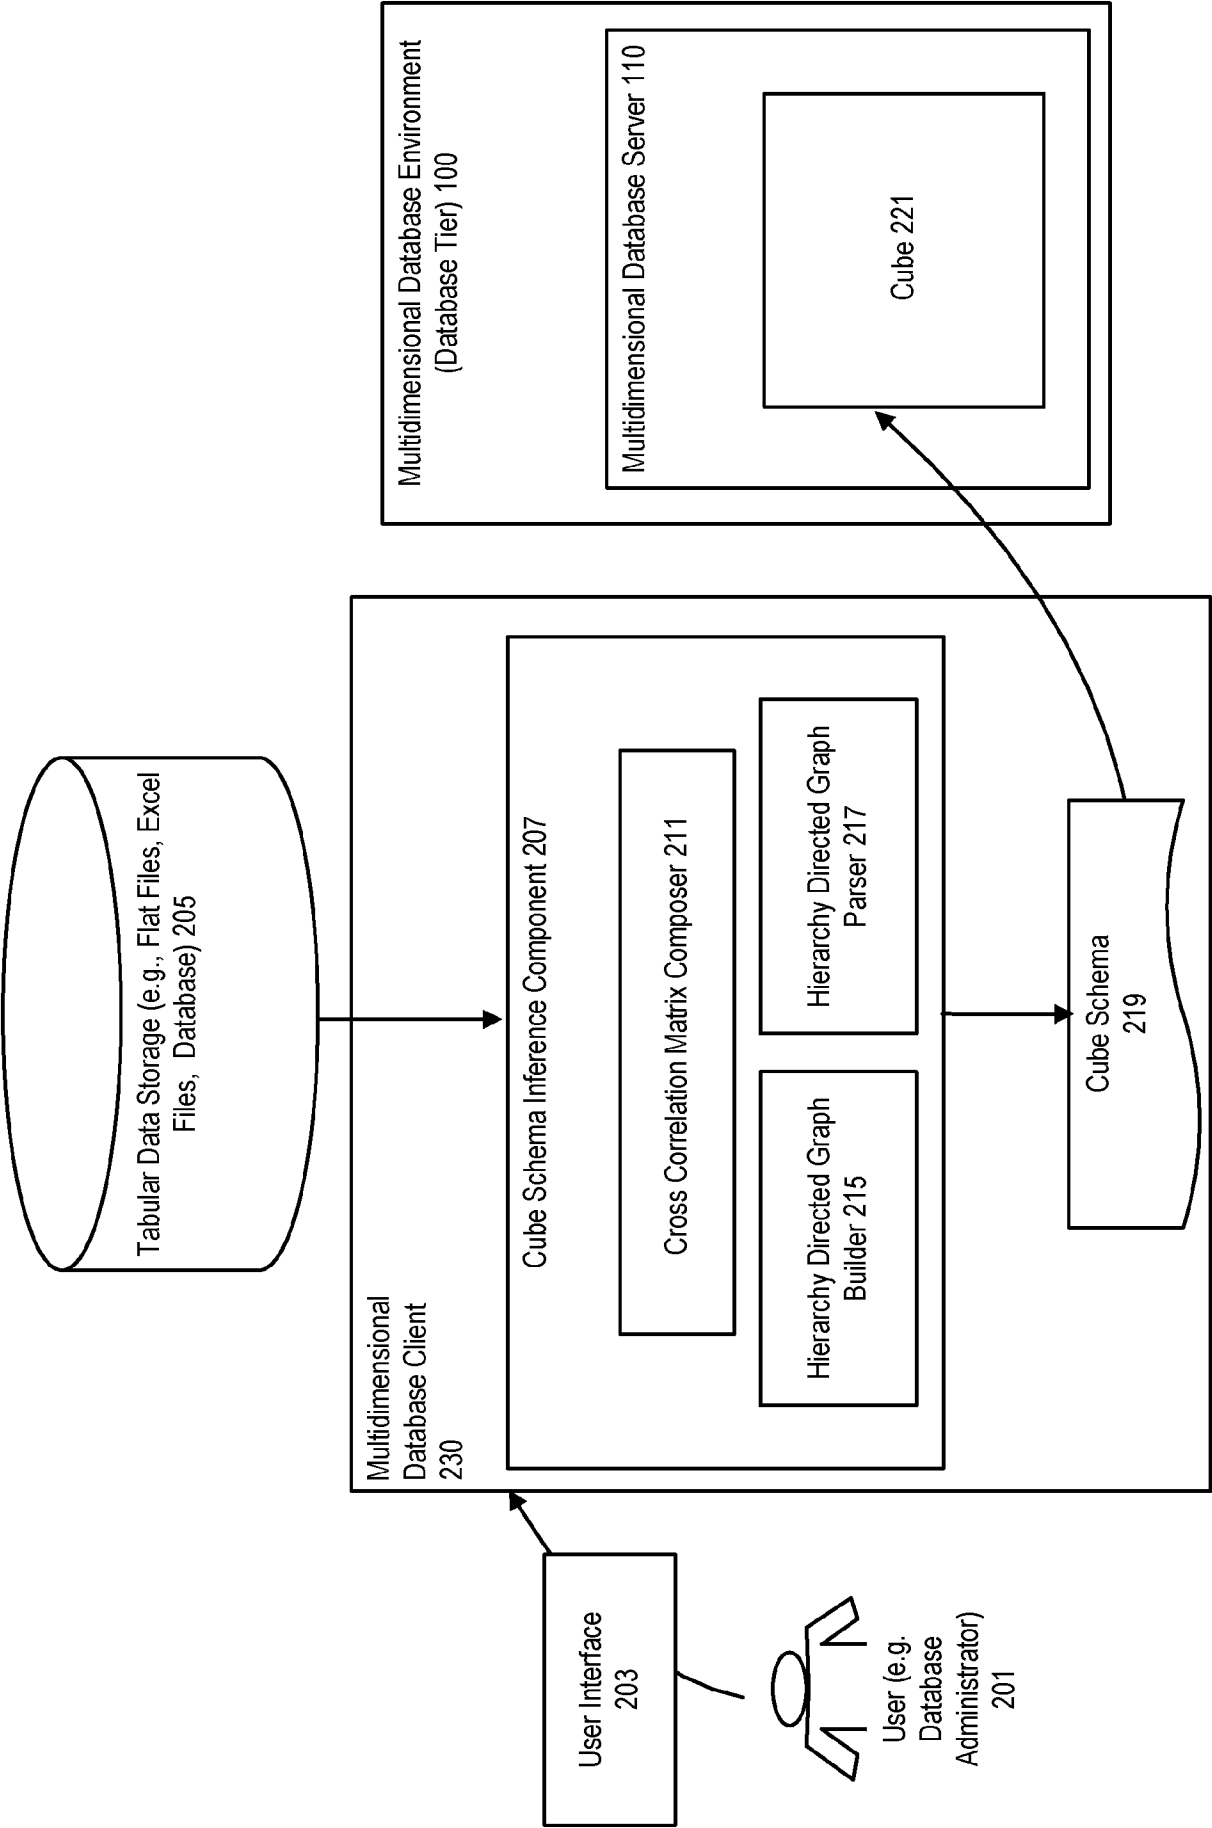 Tabular Data Storage (e.g., Flat Files, Excel
Files, Database) 205
Multidimensional
Database Client
230
Cube Schema Inference Component 207
Cross Correlation Matrix Composer 211
Hierarchy Directed Graph
Builder 215
Hierarchy Directed Graph
Parser 217
Cube Schema
219
User Interface
203
User (e.g.
Database
Administrator)
201
Multidimensional Database Environment
(Database Tier) 100
Multidimensional Database Server 110
Cube 221